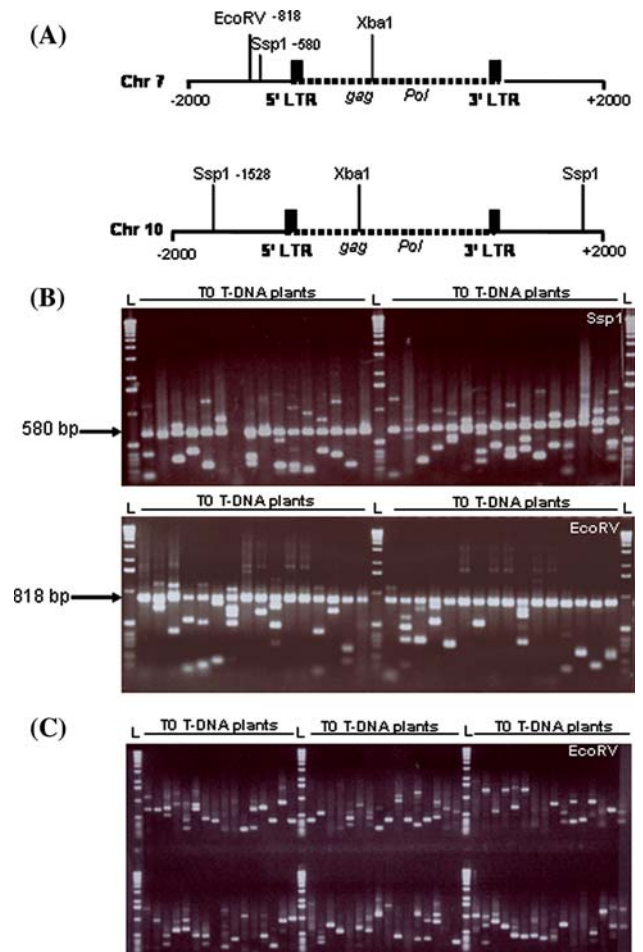 (A)
EcoRV -818
Xba1
Ssp1 -580
Chr 7
-2000
5' LTR
gag
Pol
3' LTR
+2000
Ssp1 -1528
Xba1
Ssp1
Chr 10
-2000
5' LTR
gag
Pol
3' LTR
+2000
(B)
L
T0 T-DNA plants
L
T0 T-DNA plants
L
Ssp1
580 bp
T0 T-DNA plants
L
T0 T-DNA plants
L
EcoRV
818 bp
(C)
L
T0 T-DNA plants
L
T0 T-DNA plants
L
T0 T-DNA plants
EcoRV